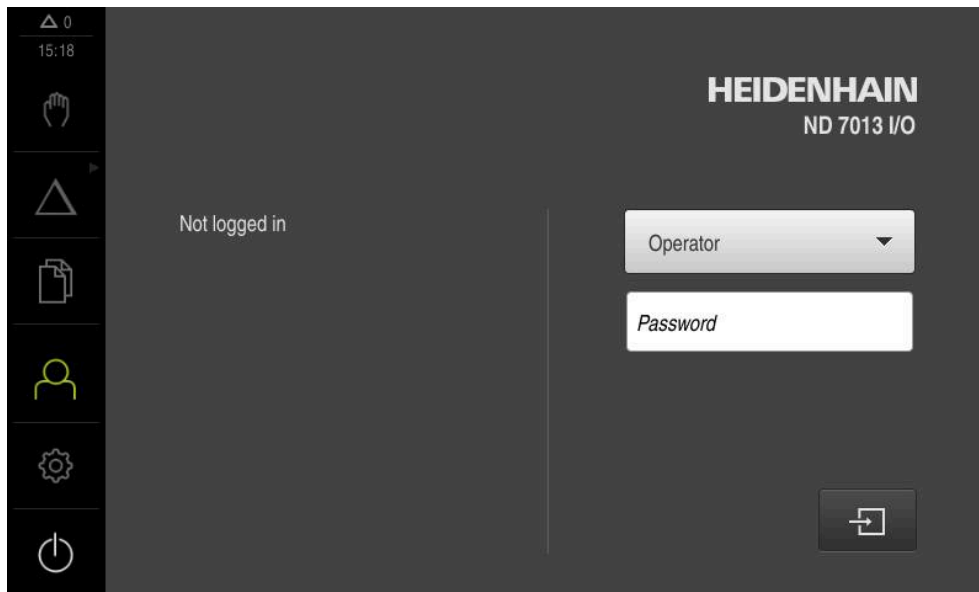 0
15:18
HEIDENHAIN
ND 7013 I/O
Not logged in
Operator
Password